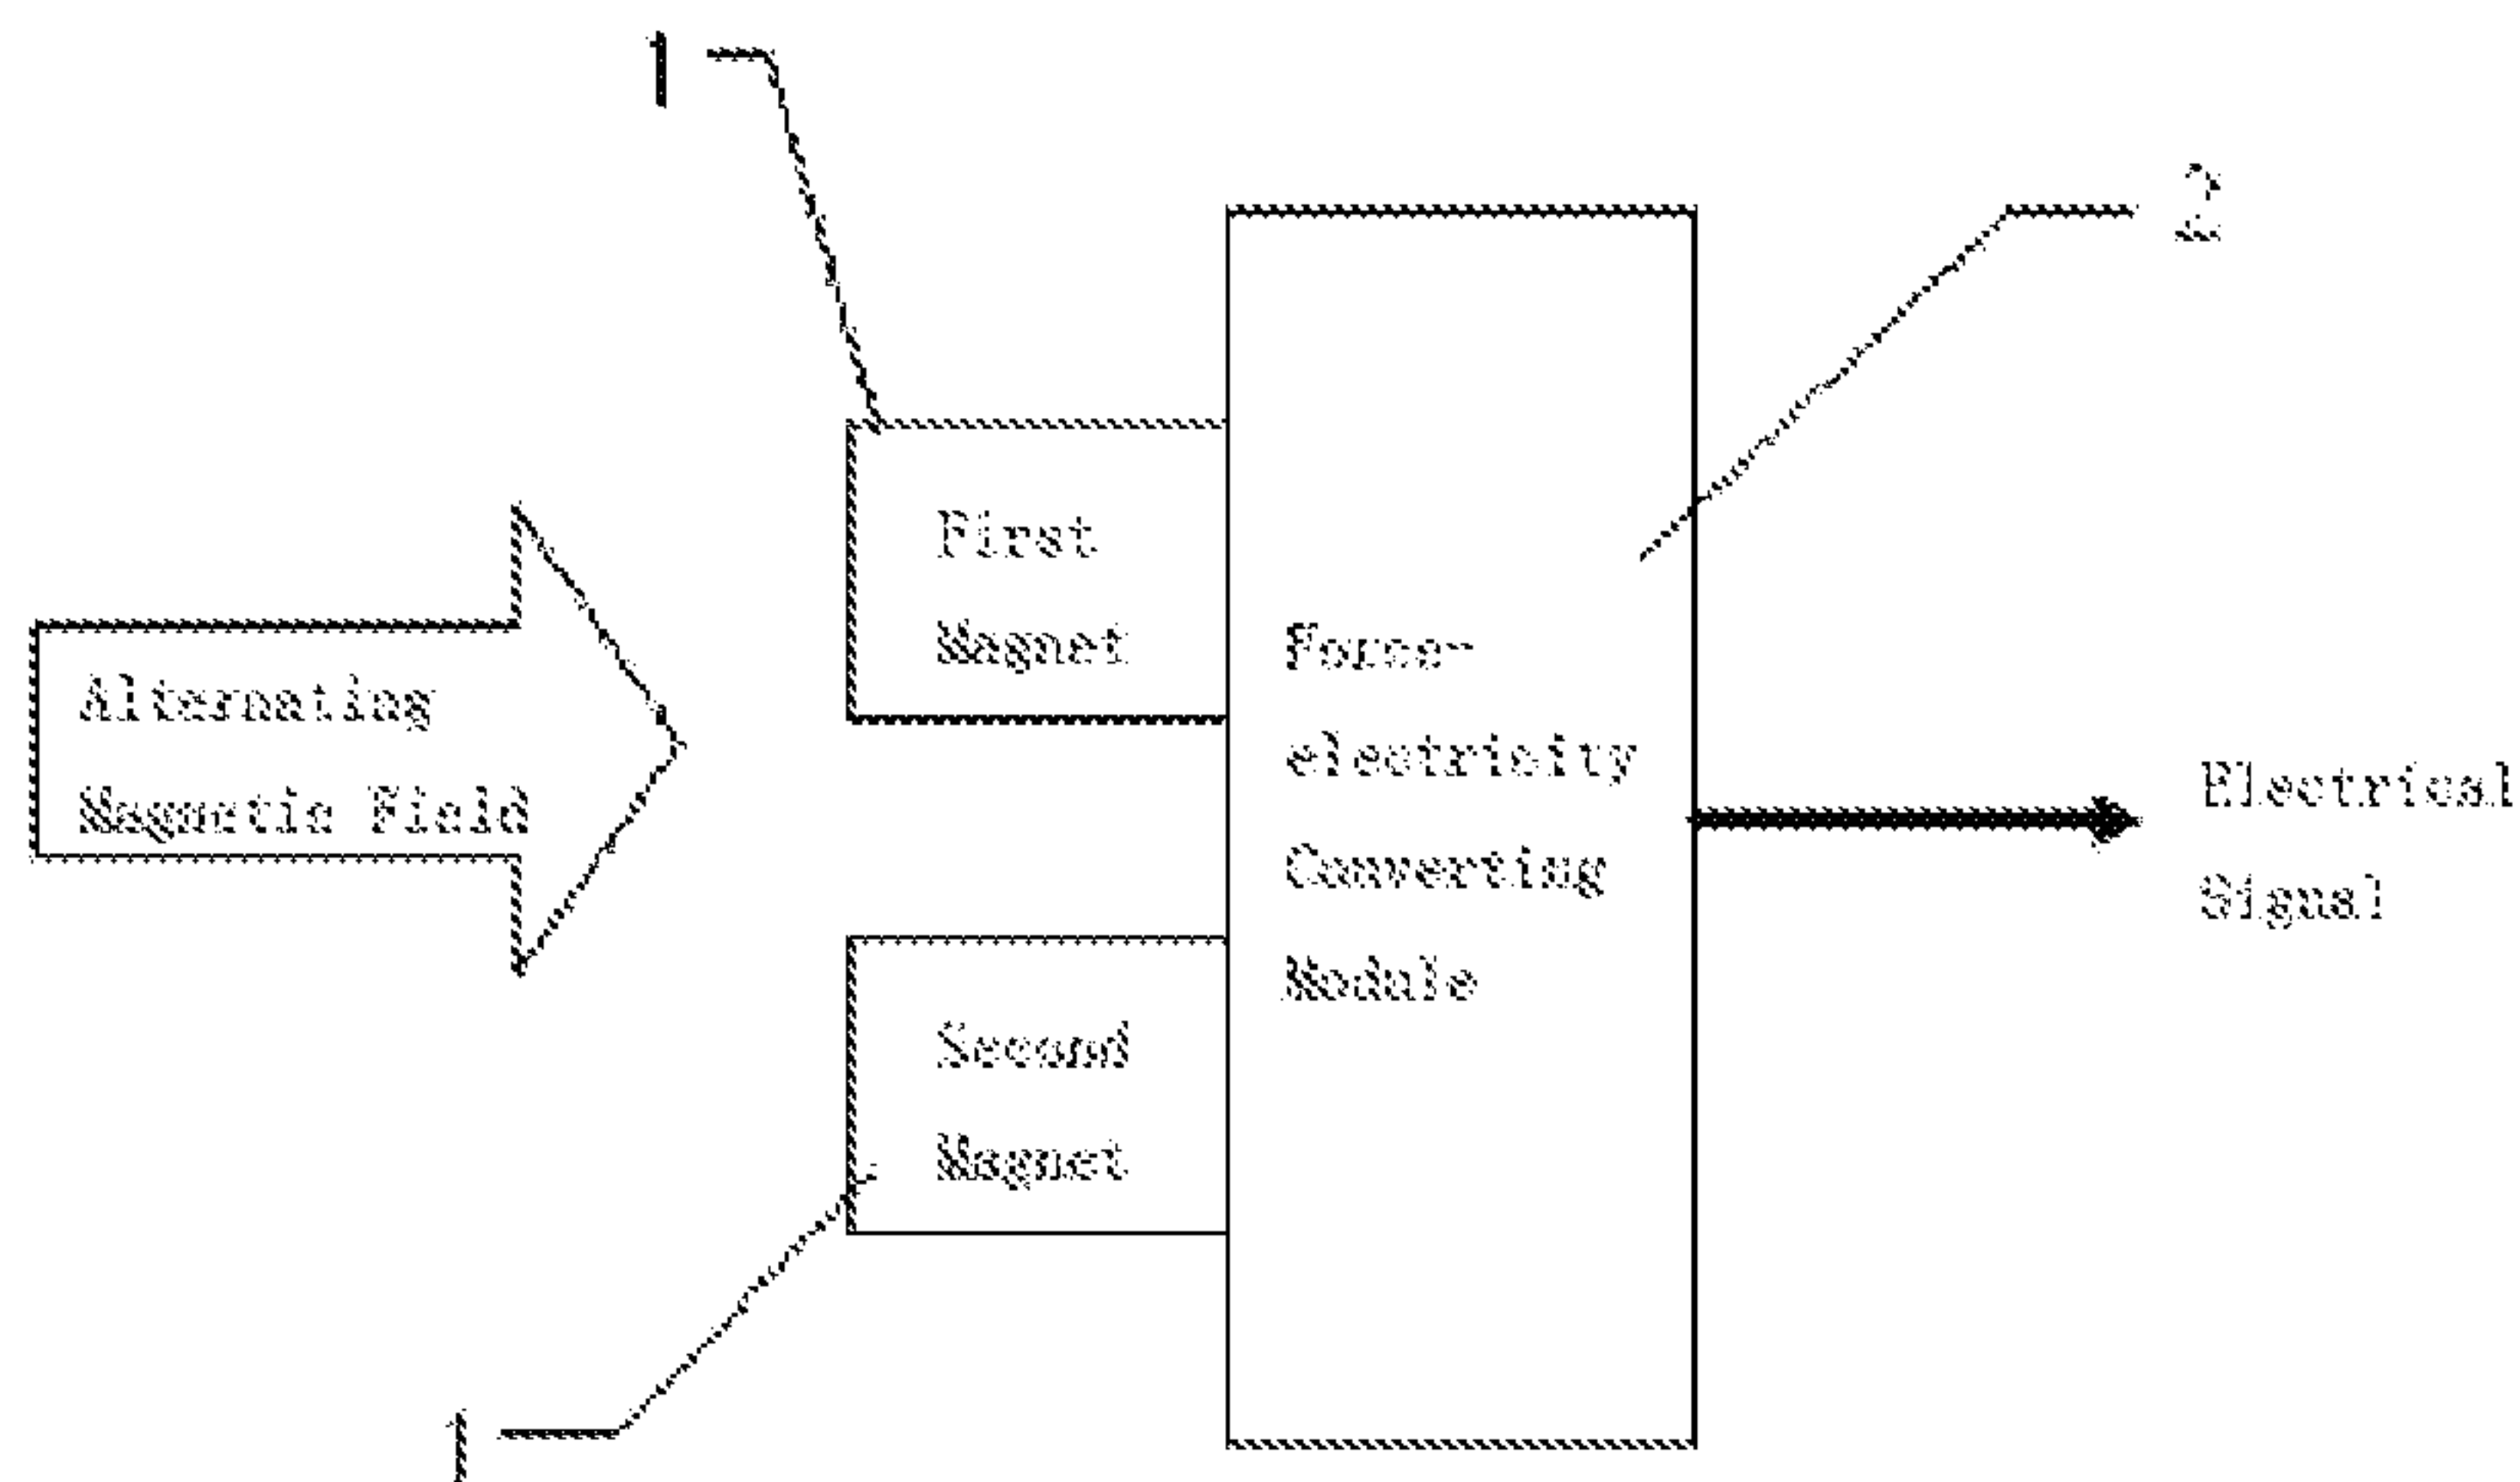 1
2
First
Magnet
Alternating
Magnetic Field
Force-
electricity
Converting
Module
Electrical
Signal
Second
Magnet
1